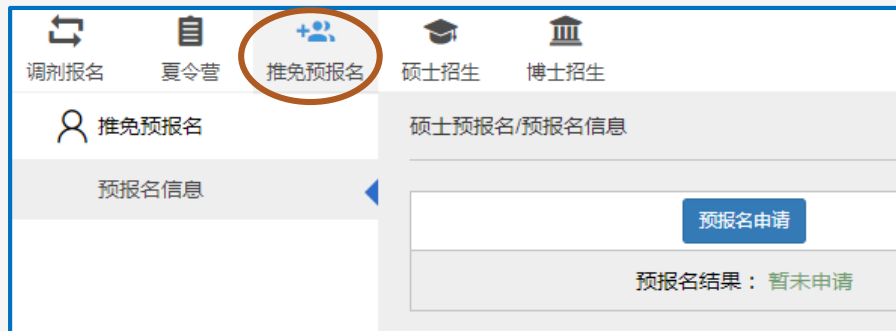 调剂报名 夏令营 推免预报名 硕士招生 博士招生
推免预报名
硕士预报名/预报名信息
预报名信息
预报名申请
预报名结果： 暂未申请